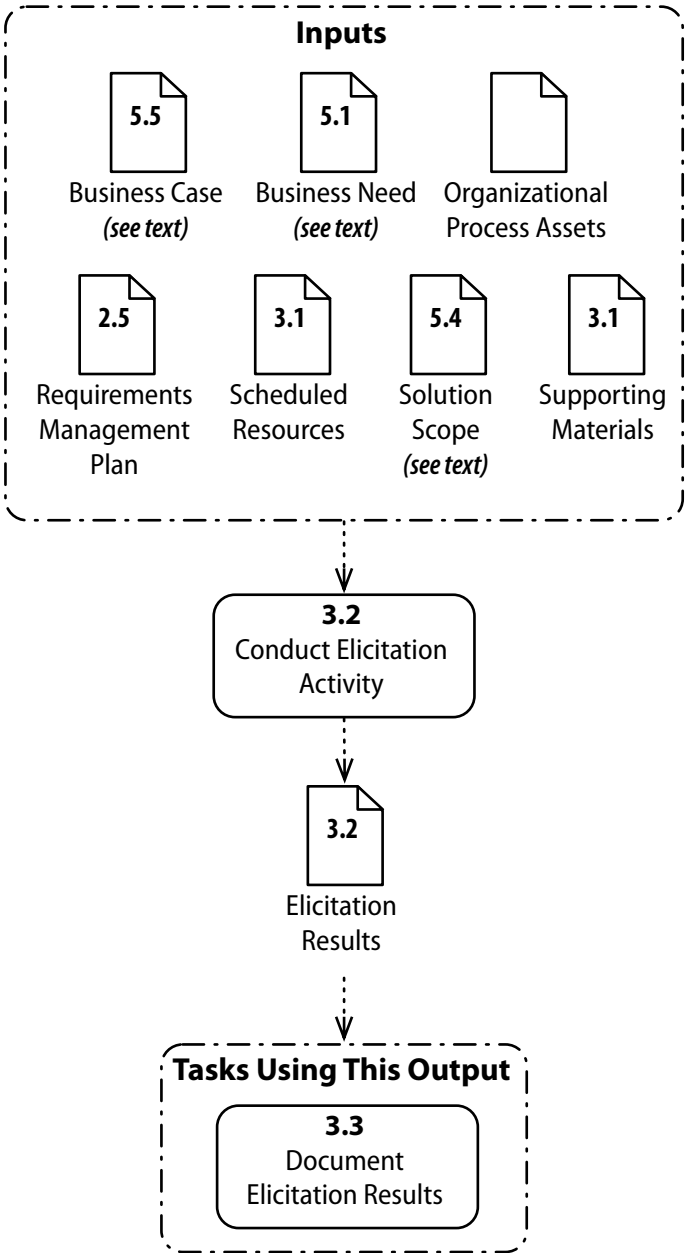 Inputs
5.5 5.1
Business Case Business Need Organizational
(see text) (see text) Process Assets
2.5 3.1 5.4 3.1
Requirements Scheduled Solution Supporting
Management Resources Scope Materials
Plan (see text)
3.2
Conduct Elicitation
Activity
3.2
Elicitation
Results
Tasks Using This Output
3.3
Document
Elicitation Results